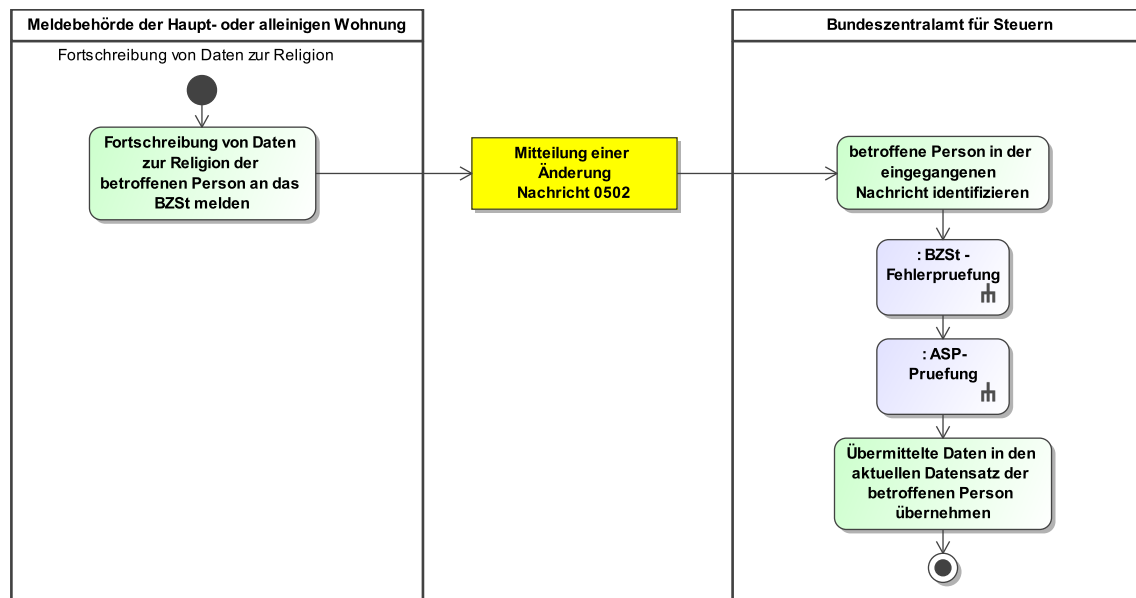 Meldebehörde der Haupt- oder alleinigen Wohnung
Fortschreibung von Daten zur Religion
Fortschreibung von Daten
zur Religion der
betroffenen Person an das
BZSt melden
Mitteilung einer
Änderung
Nachricht 0502
Bundeszentralamt für Steuern
betroffene Person in der
eingegangenen
Nachricht identifizieren
: BZSt -
Fehlerpruefung
: ASP-
Pruefung
Übermittelte Daten in den
aktuellen Datensatz der
betroffenen Person
übernehmen